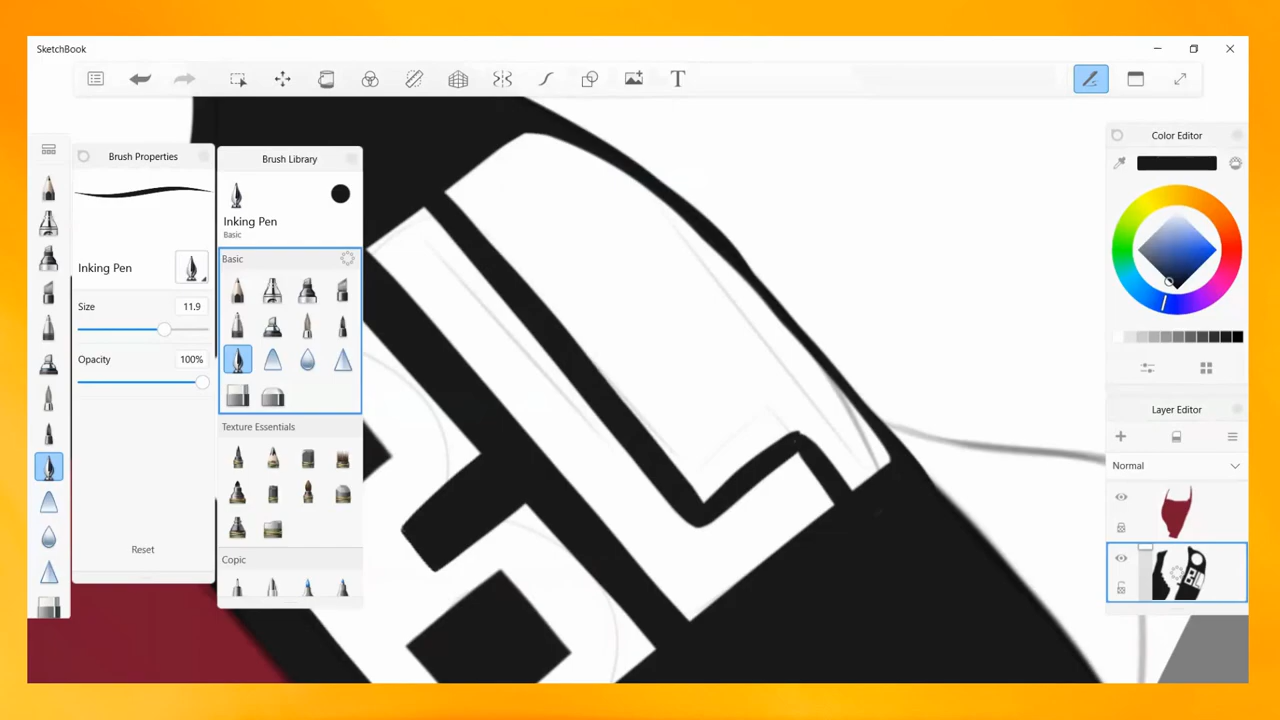 SketchBook
T
Brush Properties
Inking Pen
Size 11.9
Opacity 100%
Reset
Brush Library
Inking Pen
Basic
Basic
Texture Essentials
Copic
Color Editor
Layer Editor
Normal